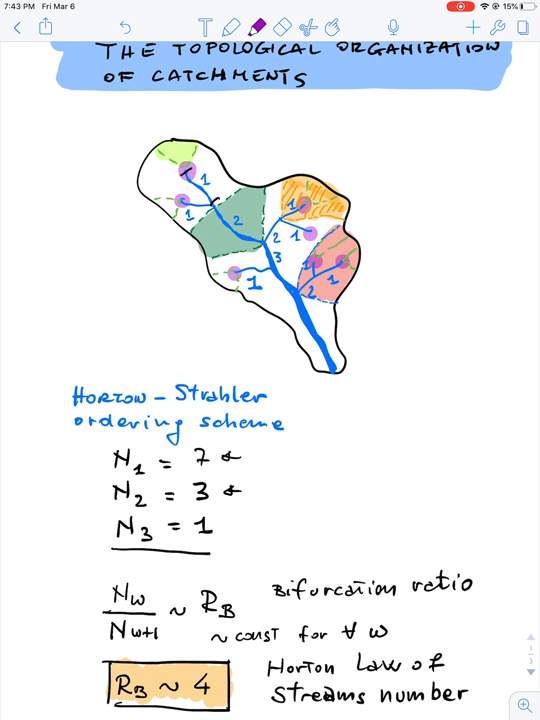 7:43 PM Fri Mar 6
15%
T
THE TOPOLOGICAL ORGANIZATION
OF CATCHMENTS
1
1
2
1
2
1
3
1
1
1
2
Horton - Strahler
ordering scheme
N1 = 7 ←
N2 = 3 ←
N3 = 1
Nω / Nω+1 ~ RB Bifurcation ratio
~ const for ∀ ω
RB ~ 4
Horton Law of
Streams number
1
3